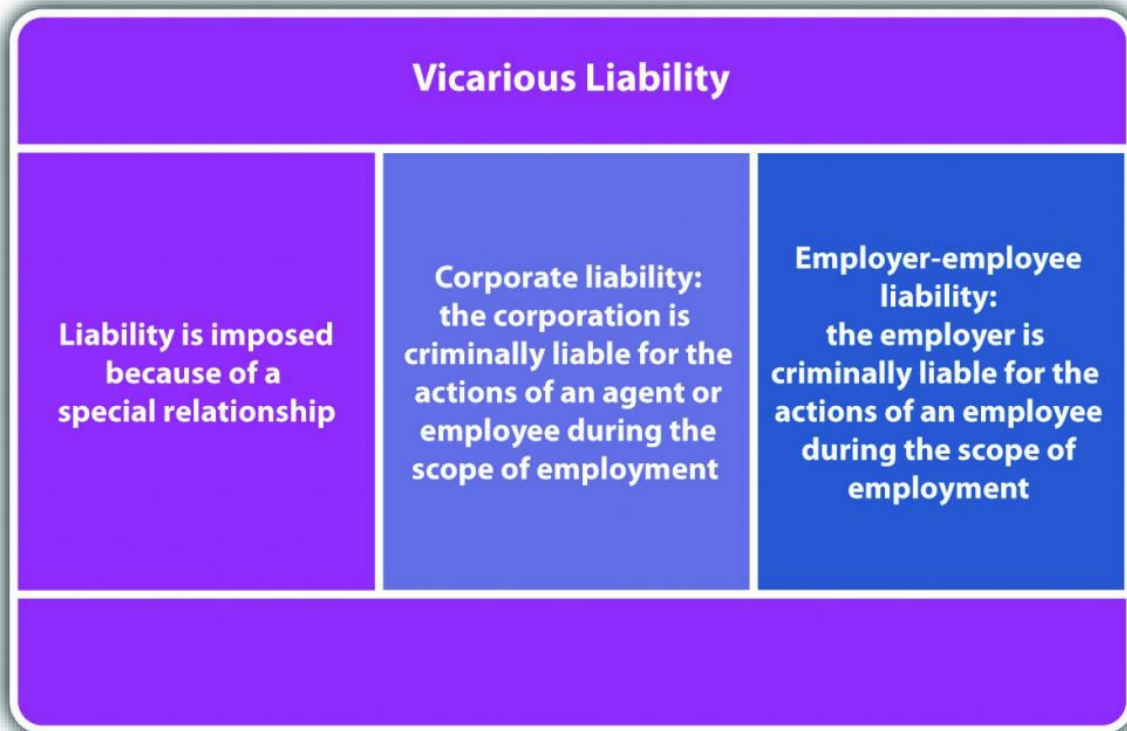 Vicarious Liability
Liability is imposed
because of a
special relationship
Corporate liability:
the corporation is
criminally liable for the
actions of an agent or
employee during the
scope of employment
Employer-employee
liability:
the employer is
criminally liable for the
actions of an employee
during the scope of
employment